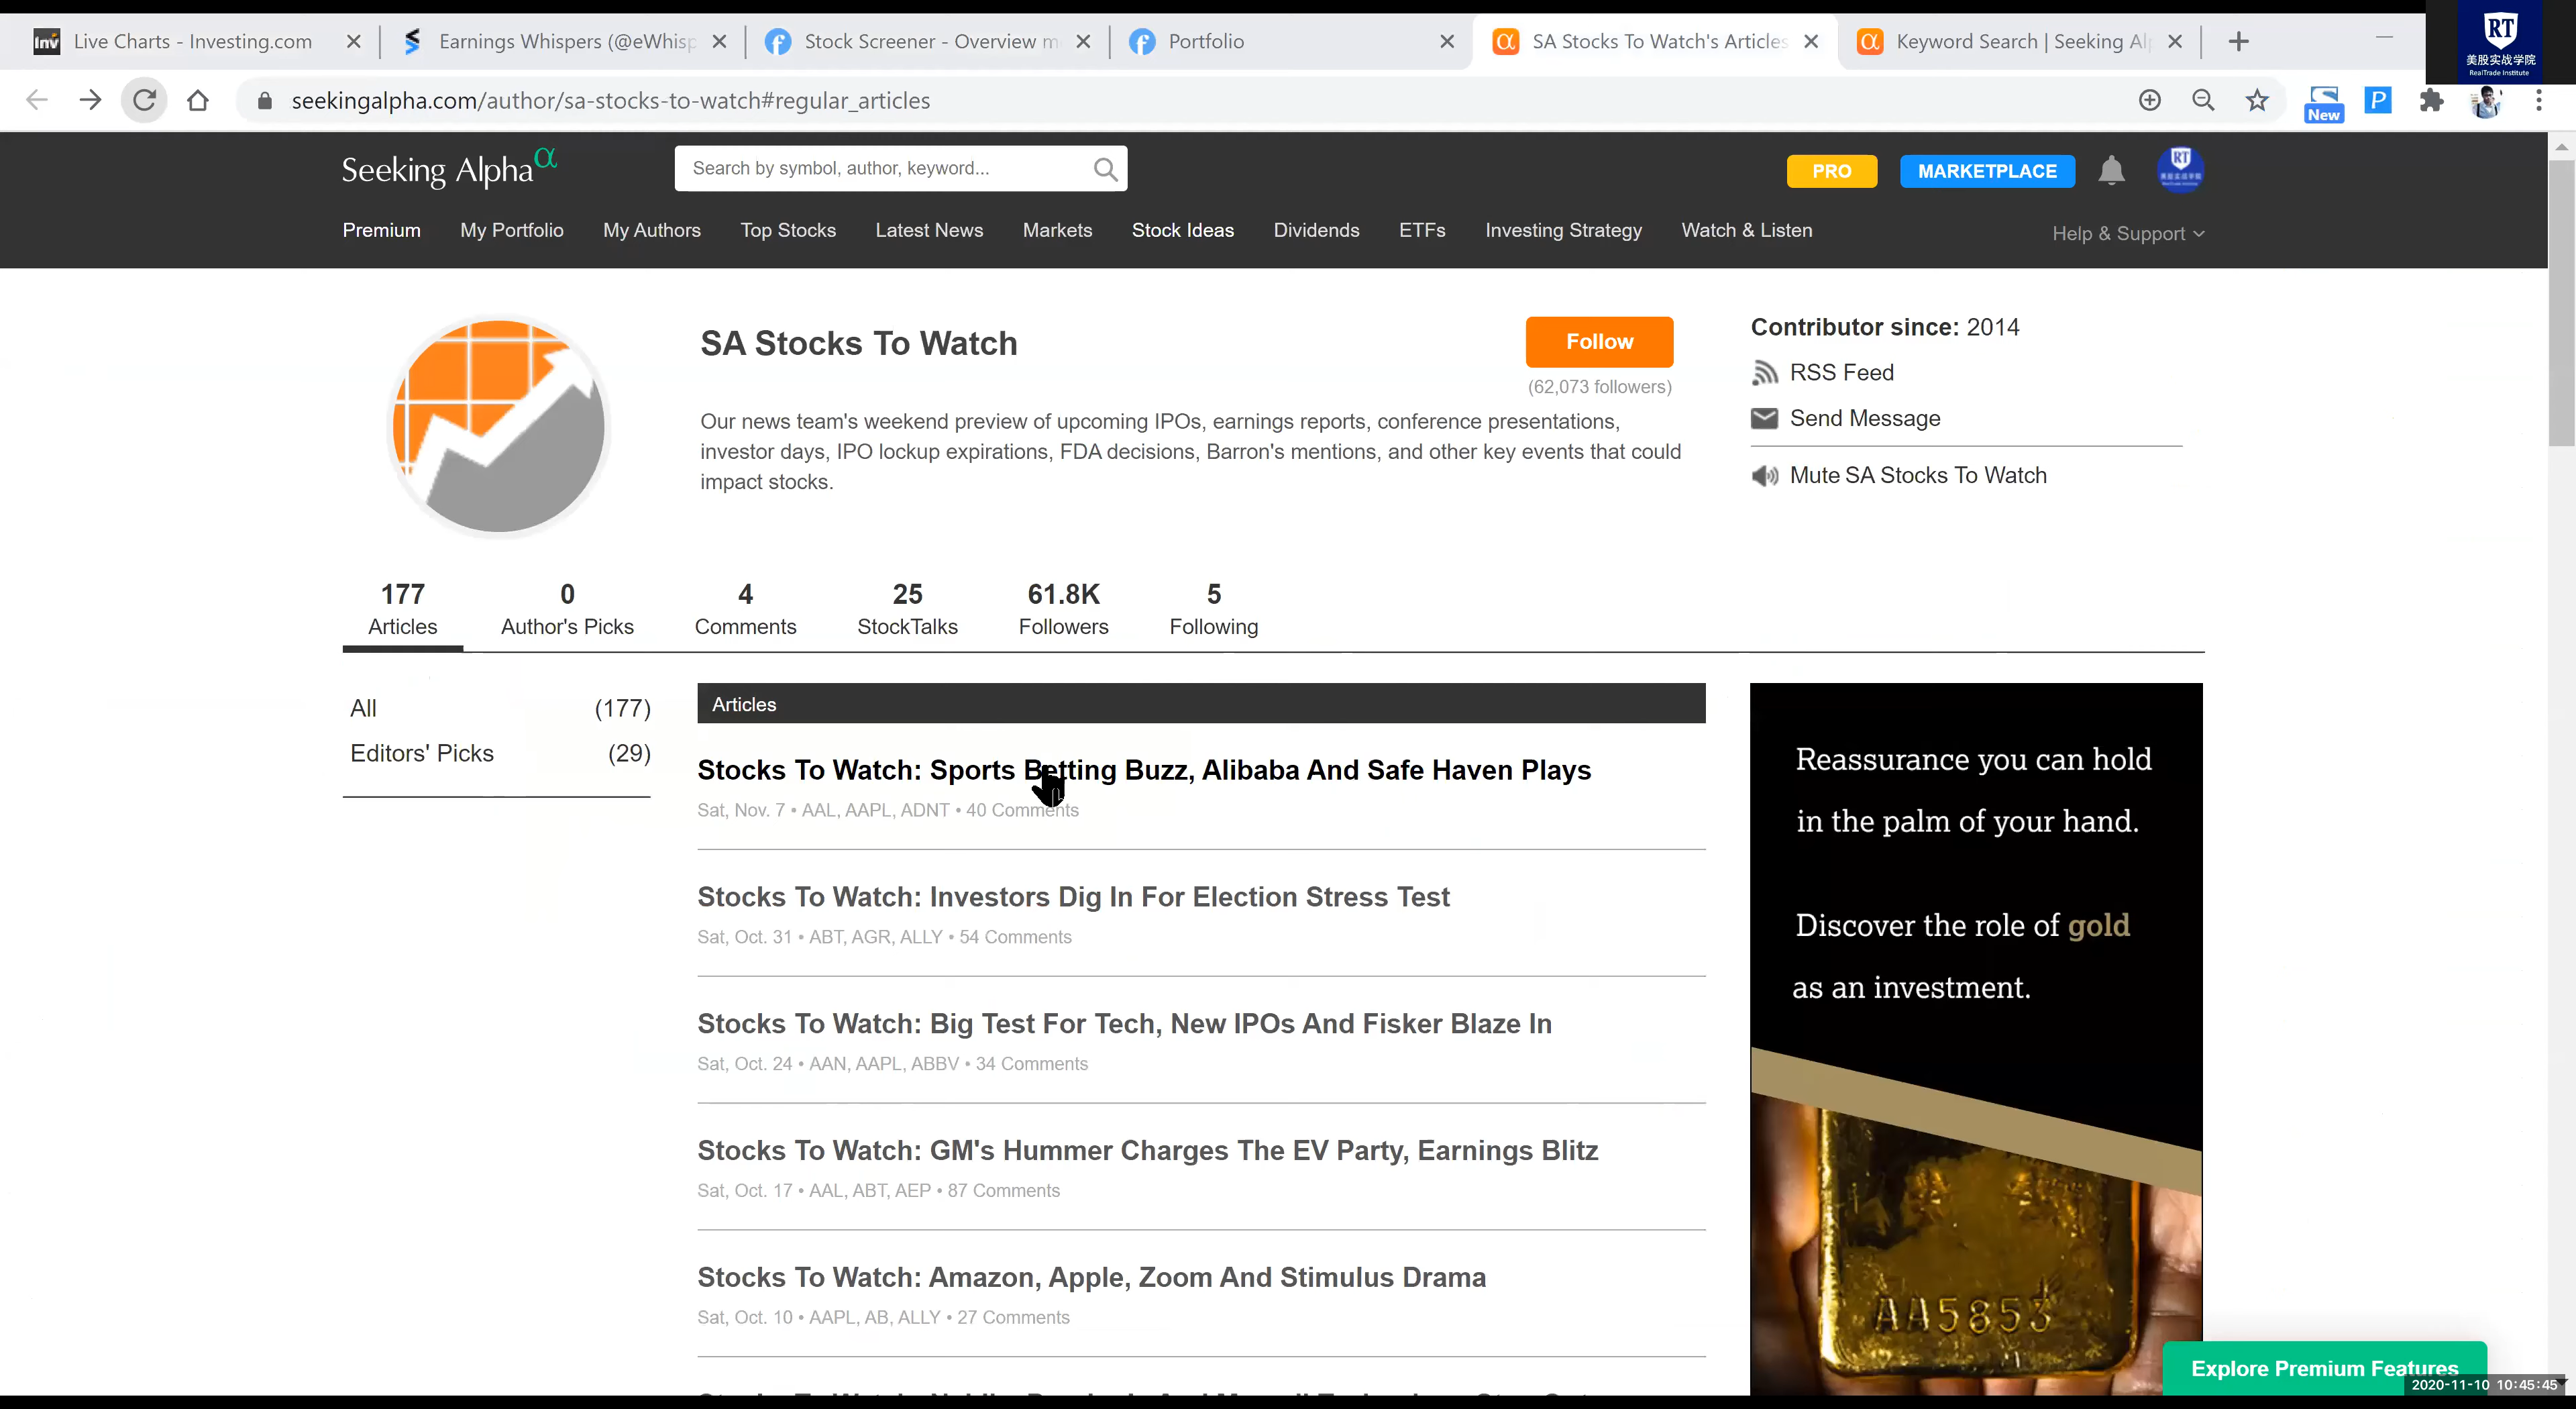 Live Charts - Investing.com
Earnings Whispers (@eWhisp
Stock Screener - Overview m
Portfolio
SA Stocks To Watch's Articles
Keyword Search | Seeking Al
RT
美股实战学院
RealTrade Institute
seekingalpha.com/author/sa-stocks-to-watch#regular_articles
New
Seeking Alpha α
Search by symbol, author, keyword...
PRO
MARKETPLACE
RT
Premium
My Portfolio
My Authors
Top Stocks
Latest News
Markets
Stock Ideas
Dividends
ETFs
Investing Strategy
Watch & Listen
Help & Support
SA Stocks To Watch
Follow
(62,073 followers)
Our news team's weekend preview of upcoming IPOs, earnings reports, conference presentations,
investor days, IPO lockup expirations, FDA decisions, Barron's mentions, and other key events that could
impact stocks.
Contributor since: 2014
RSS Feed
Send Message
Mute SA Stocks To Watch
177 Articles
0 Author's Picks
4 Comments
25 StockTalks
61.8K Followers
5 Following
All (177)
Editors' Picks (29)
Articles
Stocks To Watch: Sports Betting Buzz, Alibaba And Safe Haven Plays
Sat, Nov. 7 • AAL, AAPL, ADNT • 40 Comments
Stocks To Watch: Investors Dig In For Election Stress Test
Sat, Oct. 31 • ABT, AGR, ALLY • 54 Comments
Stocks To Watch: Big Test For Tech, New IPOs And Fisker Blaze In
Sat, Oct. 24 • AAN, AAPL, ABBV • 34 Comments
Stocks To Watch: GM's Hummer Charges The EV Party, Earnings Blitz
Sat, Oct. 17 • AAL, ABT, AEP • 87 Comments
Stocks To Watch: Amazon, Apple, Zoom And Stimulus Drama
Sat, Oct. 10 • AAPL, AB, ALLY • 27 Comments
Reassurance you can hold
in the palm of your hand.
Discover the role of gold
as an investment.
AA5853
Explore Premium Features
2020-11-10 10:45:45